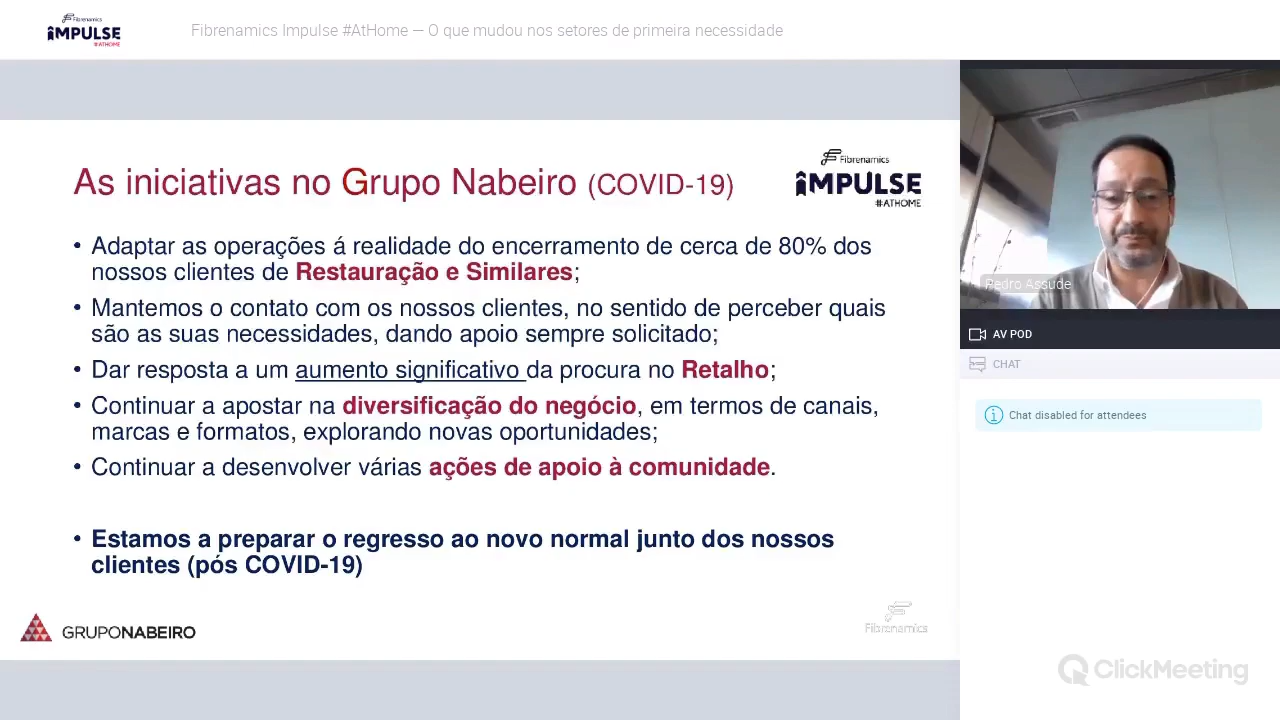 Fibrenamics
IMPULSE
#ATHOME
Fibrenamics Impulse #AtHome — O que mudou nos setores de primeira necessidade
As iniciativas no Grupo Nabeiro (COVID-19)
Fibrenamics
IMPULSE
#ATHOME
• Adaptar as operações á realidade do encerramento de cerca de 80% dos
nossos clientes de Restauração e Similares;
• Mantemos o contato com os nossos clientes, no sentido de perceber quais
são as suas necessidades, dando apoio sempre solicitado;
• Dar resposta a um aumento significativo da procura no Retalho;
• Continuar a apostar na diversificação do negócio, em termos de canais,
marcas e formatos, explorando novas oportunidades;
• Continuar a desenvolver várias ações de apoio à comunidade.
• Estamos a preparar o regresso ao novo normal junto dos nossos
clientes (pós COVID-19)
GRUPONABEIRO
Fibrenamics
Pedro Assude
AV POD
CHAT
Chat disabled for attendees
ClickMeeting